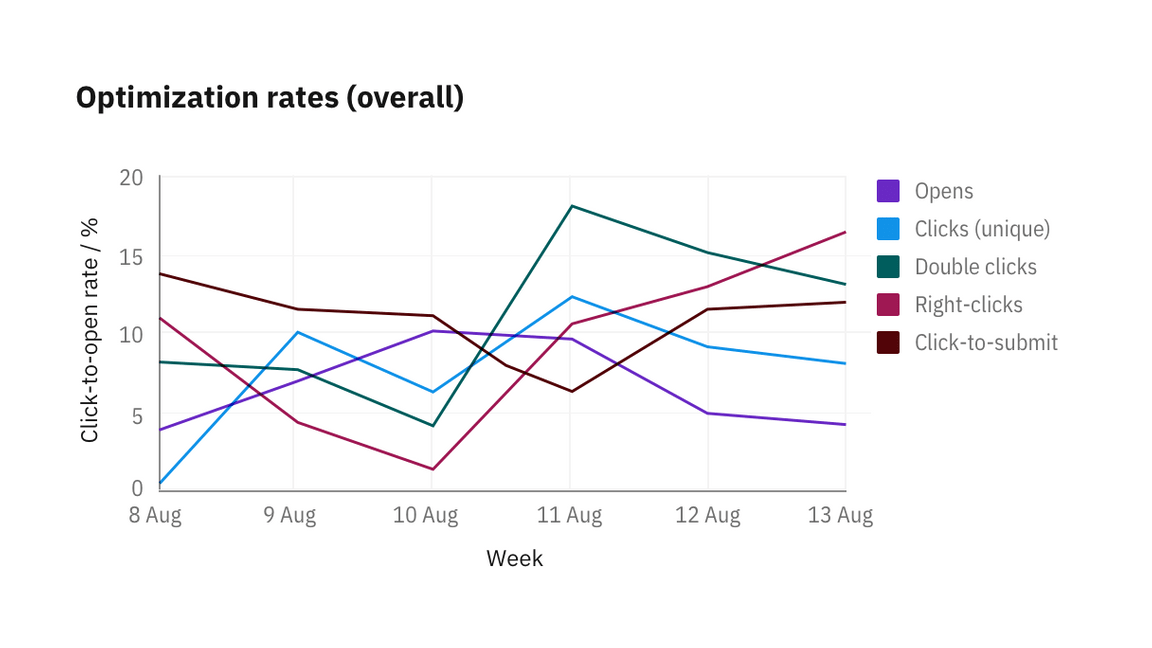 Optimization rates (overall)
Click-to-open rate / %
20
15
10
5
0
8 Aug 9 Aug 10 Aug 11 Aug 12 Aug 13 Aug
Week
Opens
Clicks (unique)
Double clicks
Right-clicks
Click-to-submit